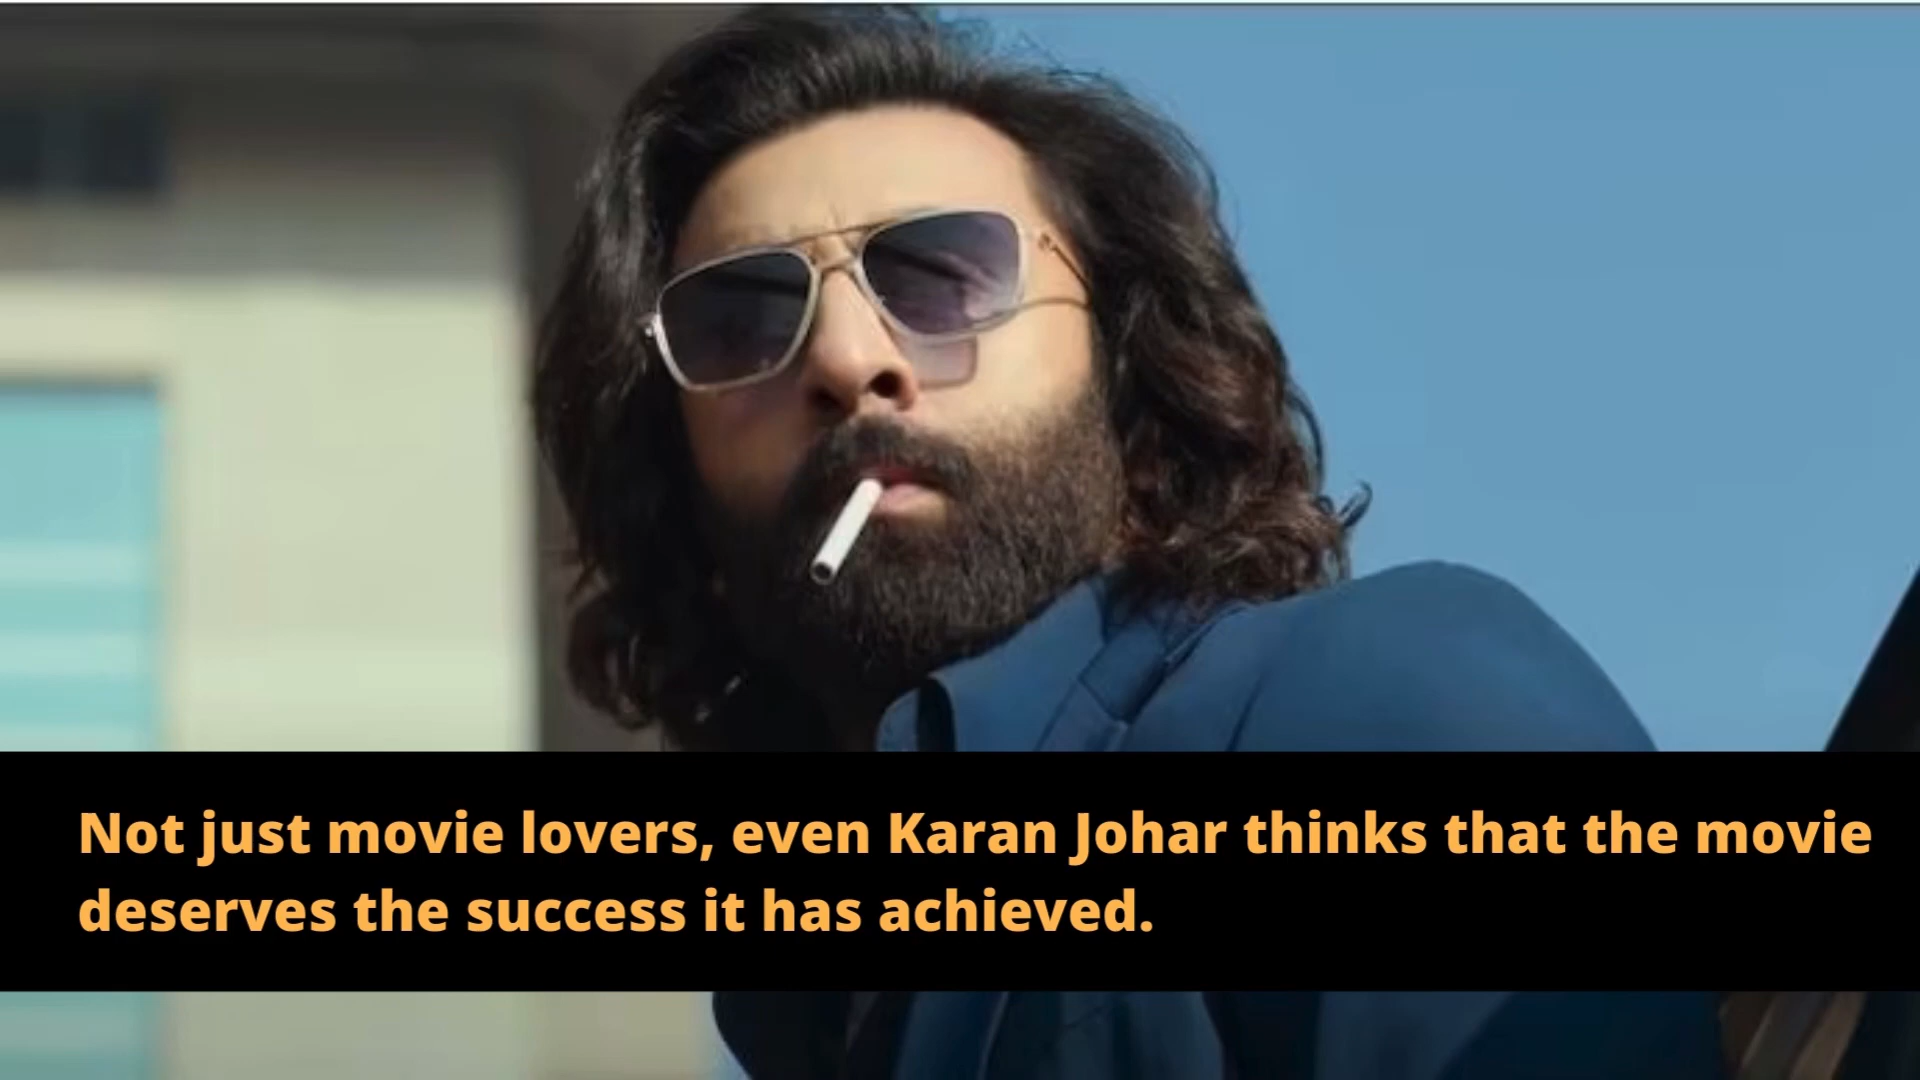 Not just movie lovers, even Karan Johar thinks that the movie
deserves the success it has achieved.